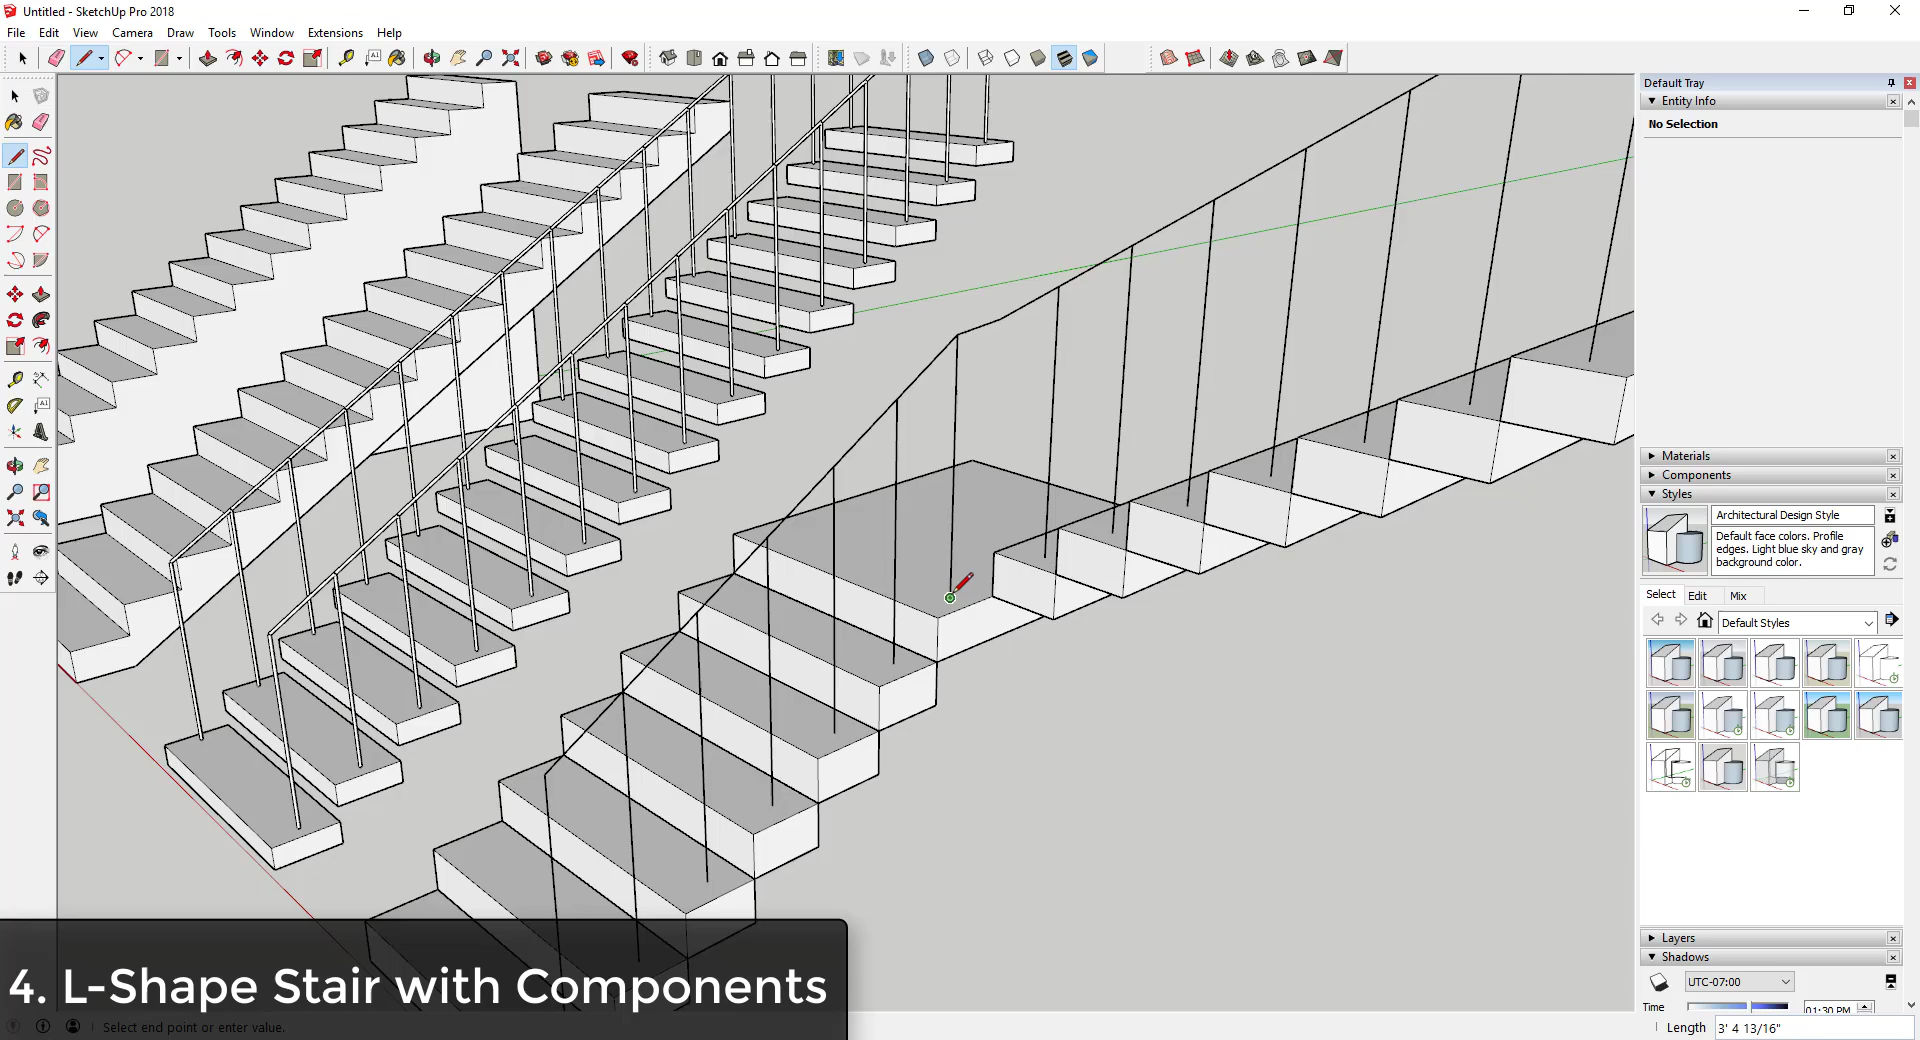 Untitled - SketchUp Pro 2018
File Edit View Camera Draw Tools Window Extensions Help
Default Tray
Entity Info
No Selection
Materials
Components
Styles
Architectural Design Style
Default face colors. Profile
edges. Light blue sky and gray
background color.
Select Edit Mix
Default Styles
Layers
Shadows
UTC-07:00
Time 01:30 PM
4. L-Shape Stair with Components
Select end point or enter value.
Length 3' 4 13/16"